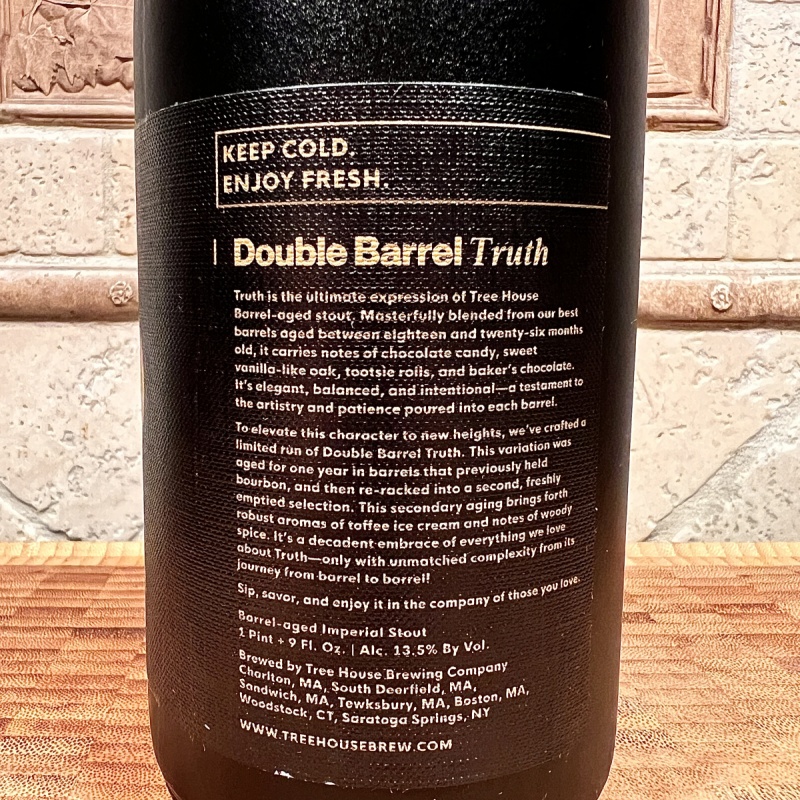 KEEP COLD.
ENJOY FRESH.
Double Barrel Truth
Truth is the ultimate expression of Tree House
Barrel-aged stout. Masterfully blended from our best
barrels aged between eighteen and twenty-six months
old, it carries notes of chocolate candy, sweet
vanilla-like oak, tootsie rolls, and baker's chocolate.
It's elegant, balanced, and intentional—a testament to
the artistry and patience poured into each barrel.
To elevate this character to new heights, we've crafted a
limited run of Double Barrel Truth. This variation was
aged for one year in barrels that previously held
bourbon, and then re-racked into a second, freshly
emptied selection. This secondary aging brings forth
robust aromas of toffee ice cream and notes of woody
spice. It's a decadent embrace of everything we love
about Truth—only with unmatched complexity from its
journey from barrel to barrel!
Sip, savor, and enjoy it in the company of those you love.
Barrel-aged Imperial Stout
1 Pint + 9 Fl. Oz. | Alc. 13.5% By Vol.
Brewed by Tree House Brewing Company
Charlton, MA, South Deerfield, MA,
Sandwich, MA, Tewksbury, MA, Boston, MA,
Woodstock, CT, Saratoga Springs, NY
WWW.TREEHOUSEBREW.COM